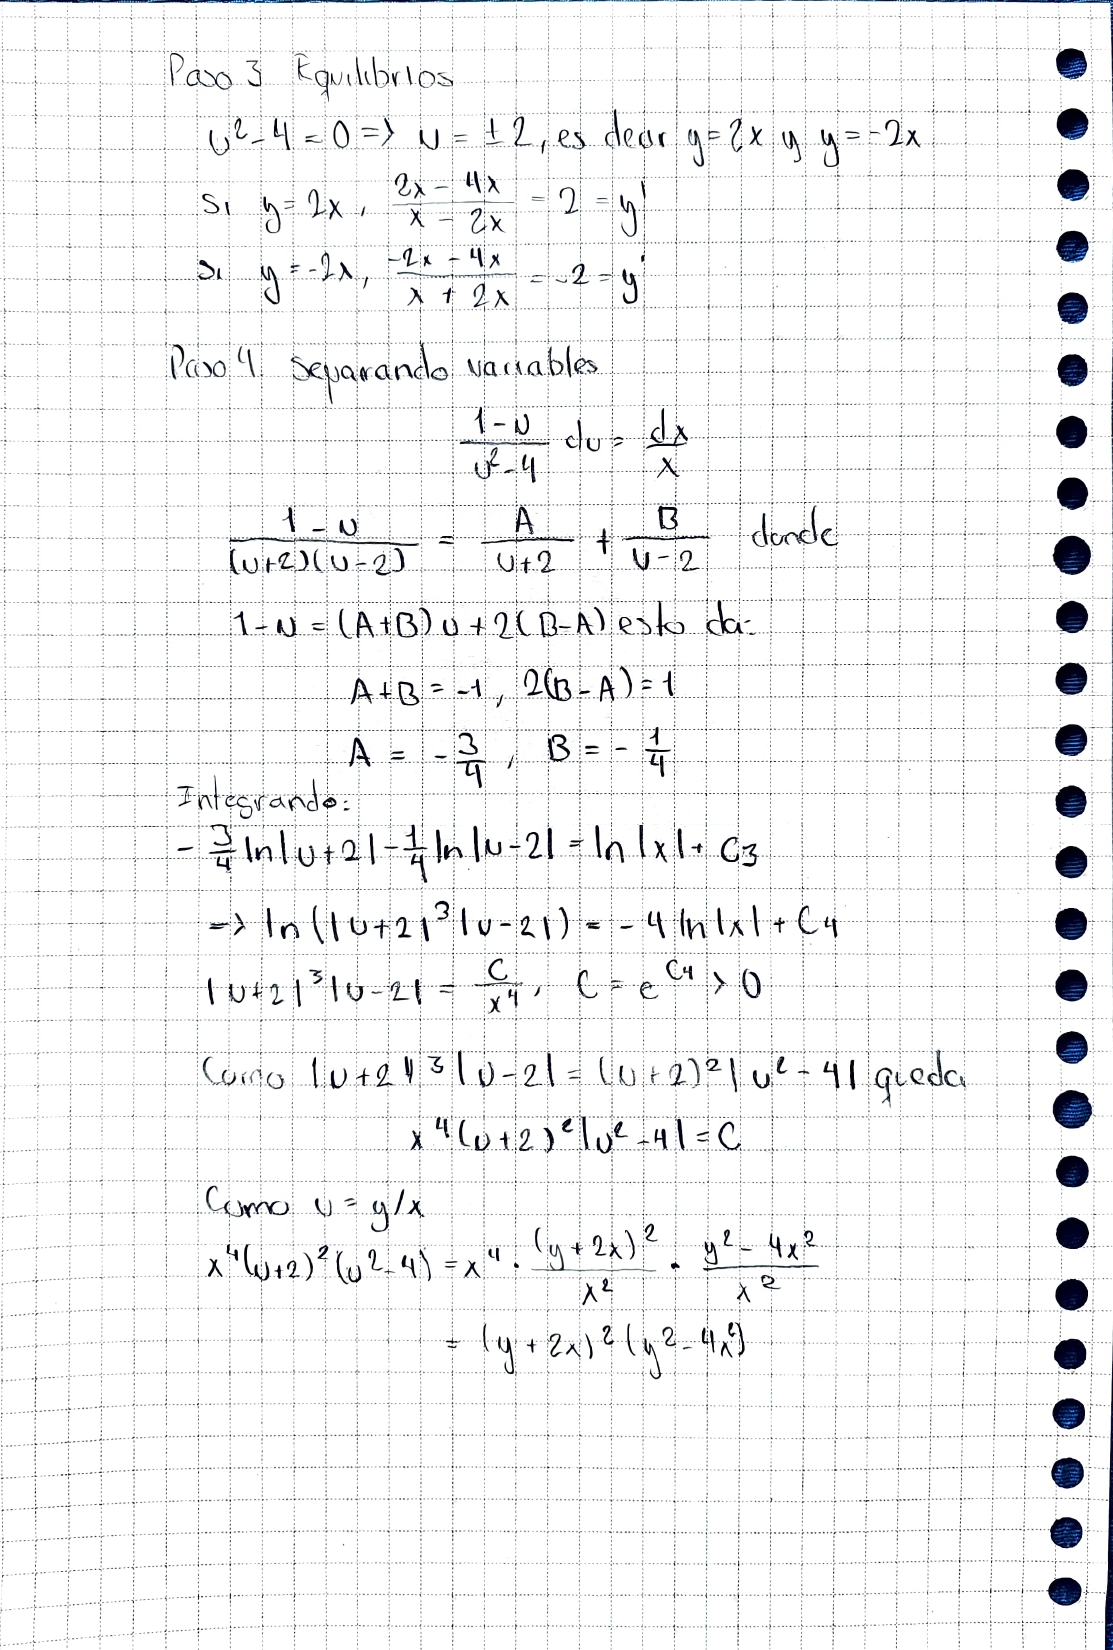 Paso 3 Equilibrios
u² - 4 = 0 => u = ±2, es decir y = 2x y y = -2x
Si y = 2x, (2x - 4x)/(x - 2x) = 2 = y'
Si y = -2x, (-2x - 4x)/(x + 2x) = -2 = y'
Paso 4 Separando variables
(1-u)/(u²-4) du = dx/x
(1-u)/((u+2)(u-2)) = A/(u+2) + B/(u-2) donde
1-u = (A+B)u + 2(B-A) esto da:
A+B = -1, 2(B-A) = 1
A = -3/4, B = -1/4
Integrando:
-3/4 ln|u+2| - 1/4 ln|u-2| = ln|x| + C3
=> ln(|u+2|³|u-2|) = -4 ln|x| + C4
|u+2|³|u-2| = C/x⁴, C = e^C4 > 0
Como |u+2|³|u-2| = (u+2)²|u²-4| queda
x⁴(u+2)²|u²-4| = C
Como u = y/x
x⁴(u+2)²(u²-4) = x⁴ · (y+2x)²/x² · (y²-4x²)/x²
= (y+2x)²(y²-4x²)